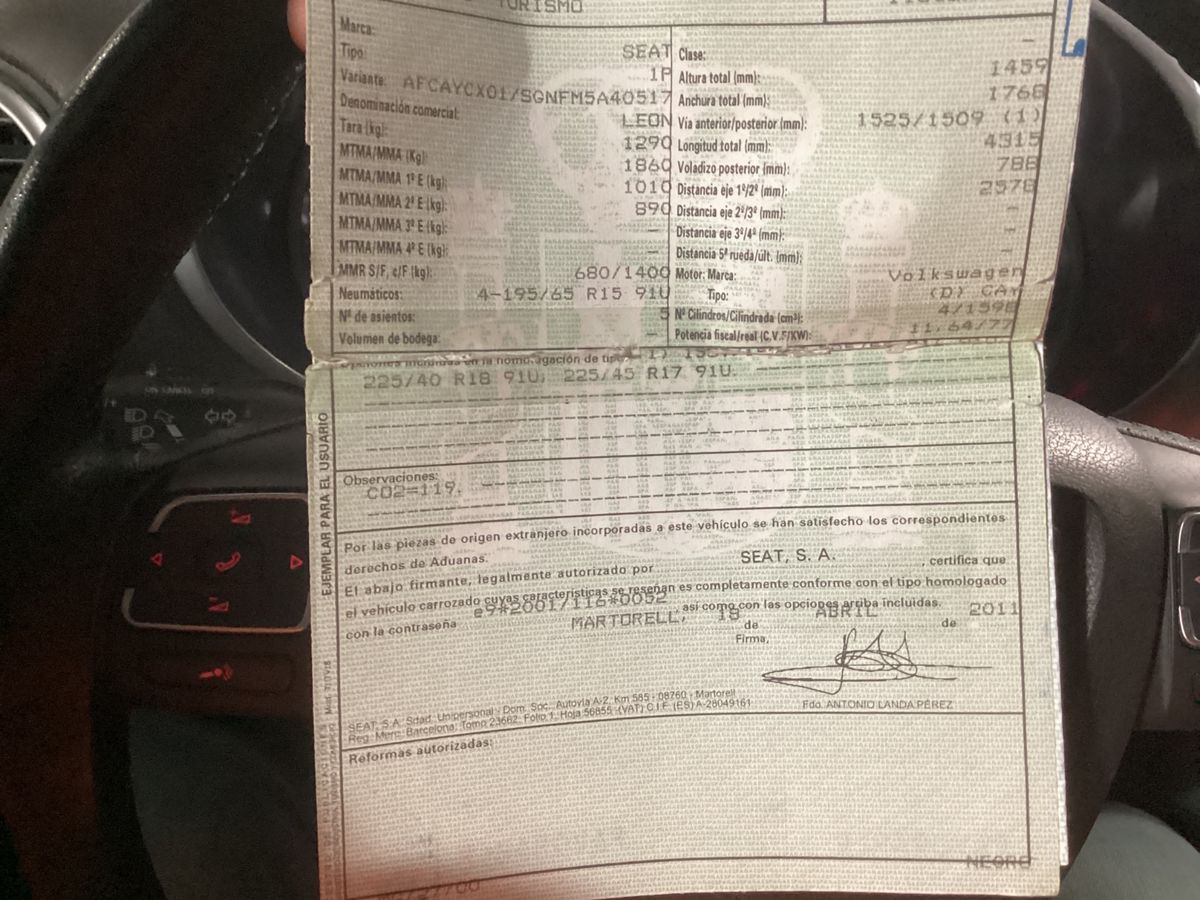 TURISMO
Marca: SEAT
Tipo: 1P
Variante: AFCAYCX01/SGNFM5A40517
Denominación comercial: LEON
Tara (kg): 1290
MTMA/MMA (Kg): 1860
MTMA/MMA 1º E (kg): 1010
MTMA/MMA 2º E (kg): 890
MTMA/MMA 3º E (kg): —
MTMA/MMA 4º E (kg): —
MMR S/F, c/F (kg): 680/1400
Neumáticos: 4-195/65 R15 91U
Nº de asientos: 5
Volumen de bodega: —
Clase: —
Altura total (mm): 1459
Anchura total (mm): 1768
Vía anterior/posterior (mm): 1525/1509 (1)
Longitud total (mm): 4315
Voladizo posterior (mm): 788
Distancia eje 1º/2º (mm): 2578
Distancia eje 2º/3º (mm): —
Distancia eje 3º/4º (mm): —
Distancia 5ª rueda/últ. (mm): —
Motor: Marca: Volkswagen
Tipo: (D) CAY
Nº Cilindros/Cilindrada (cm³): 4/1598
Potencia fiscal/real (C.V.F/KW): 11,64/77
Opciones incluidas en la homologación de tipo: (1)
225/40 R18 91U, 225/45 R17 91U.
Observaciones:
CO2-119.
EJEMPLAR PARA EL USUARIO
Por las piezas de origen extranjero incorporadas a este vehículo se han satisfecho los correspondientes
derechos de Aduanas.
El abajo firmante, legalmente autorizado por SEAT, S. A. , certifica que
el vehículo carrozado cuyas características se reseñan es completamente conforme con el tipo homologado
con la contraseña e9*2001/116*0052 , así como con las opciones arriba incluidas.
MARTORELL, 18 de ABRIL de 2011
Firma,
Fdo. ANTONIO LANDA PÉREZ
SEAT, S.A. Sdad. Unipersonal - Dom. Soc., Autovía A-2, Km 585 - 08760 - Martorell
Reg. Merc. Barcelona, Tomo 23662, Folio 1, Hoja 56855 - (VAT) C.I.F. (ES) A-28049161
Reformas autorizadas:
NEGRO